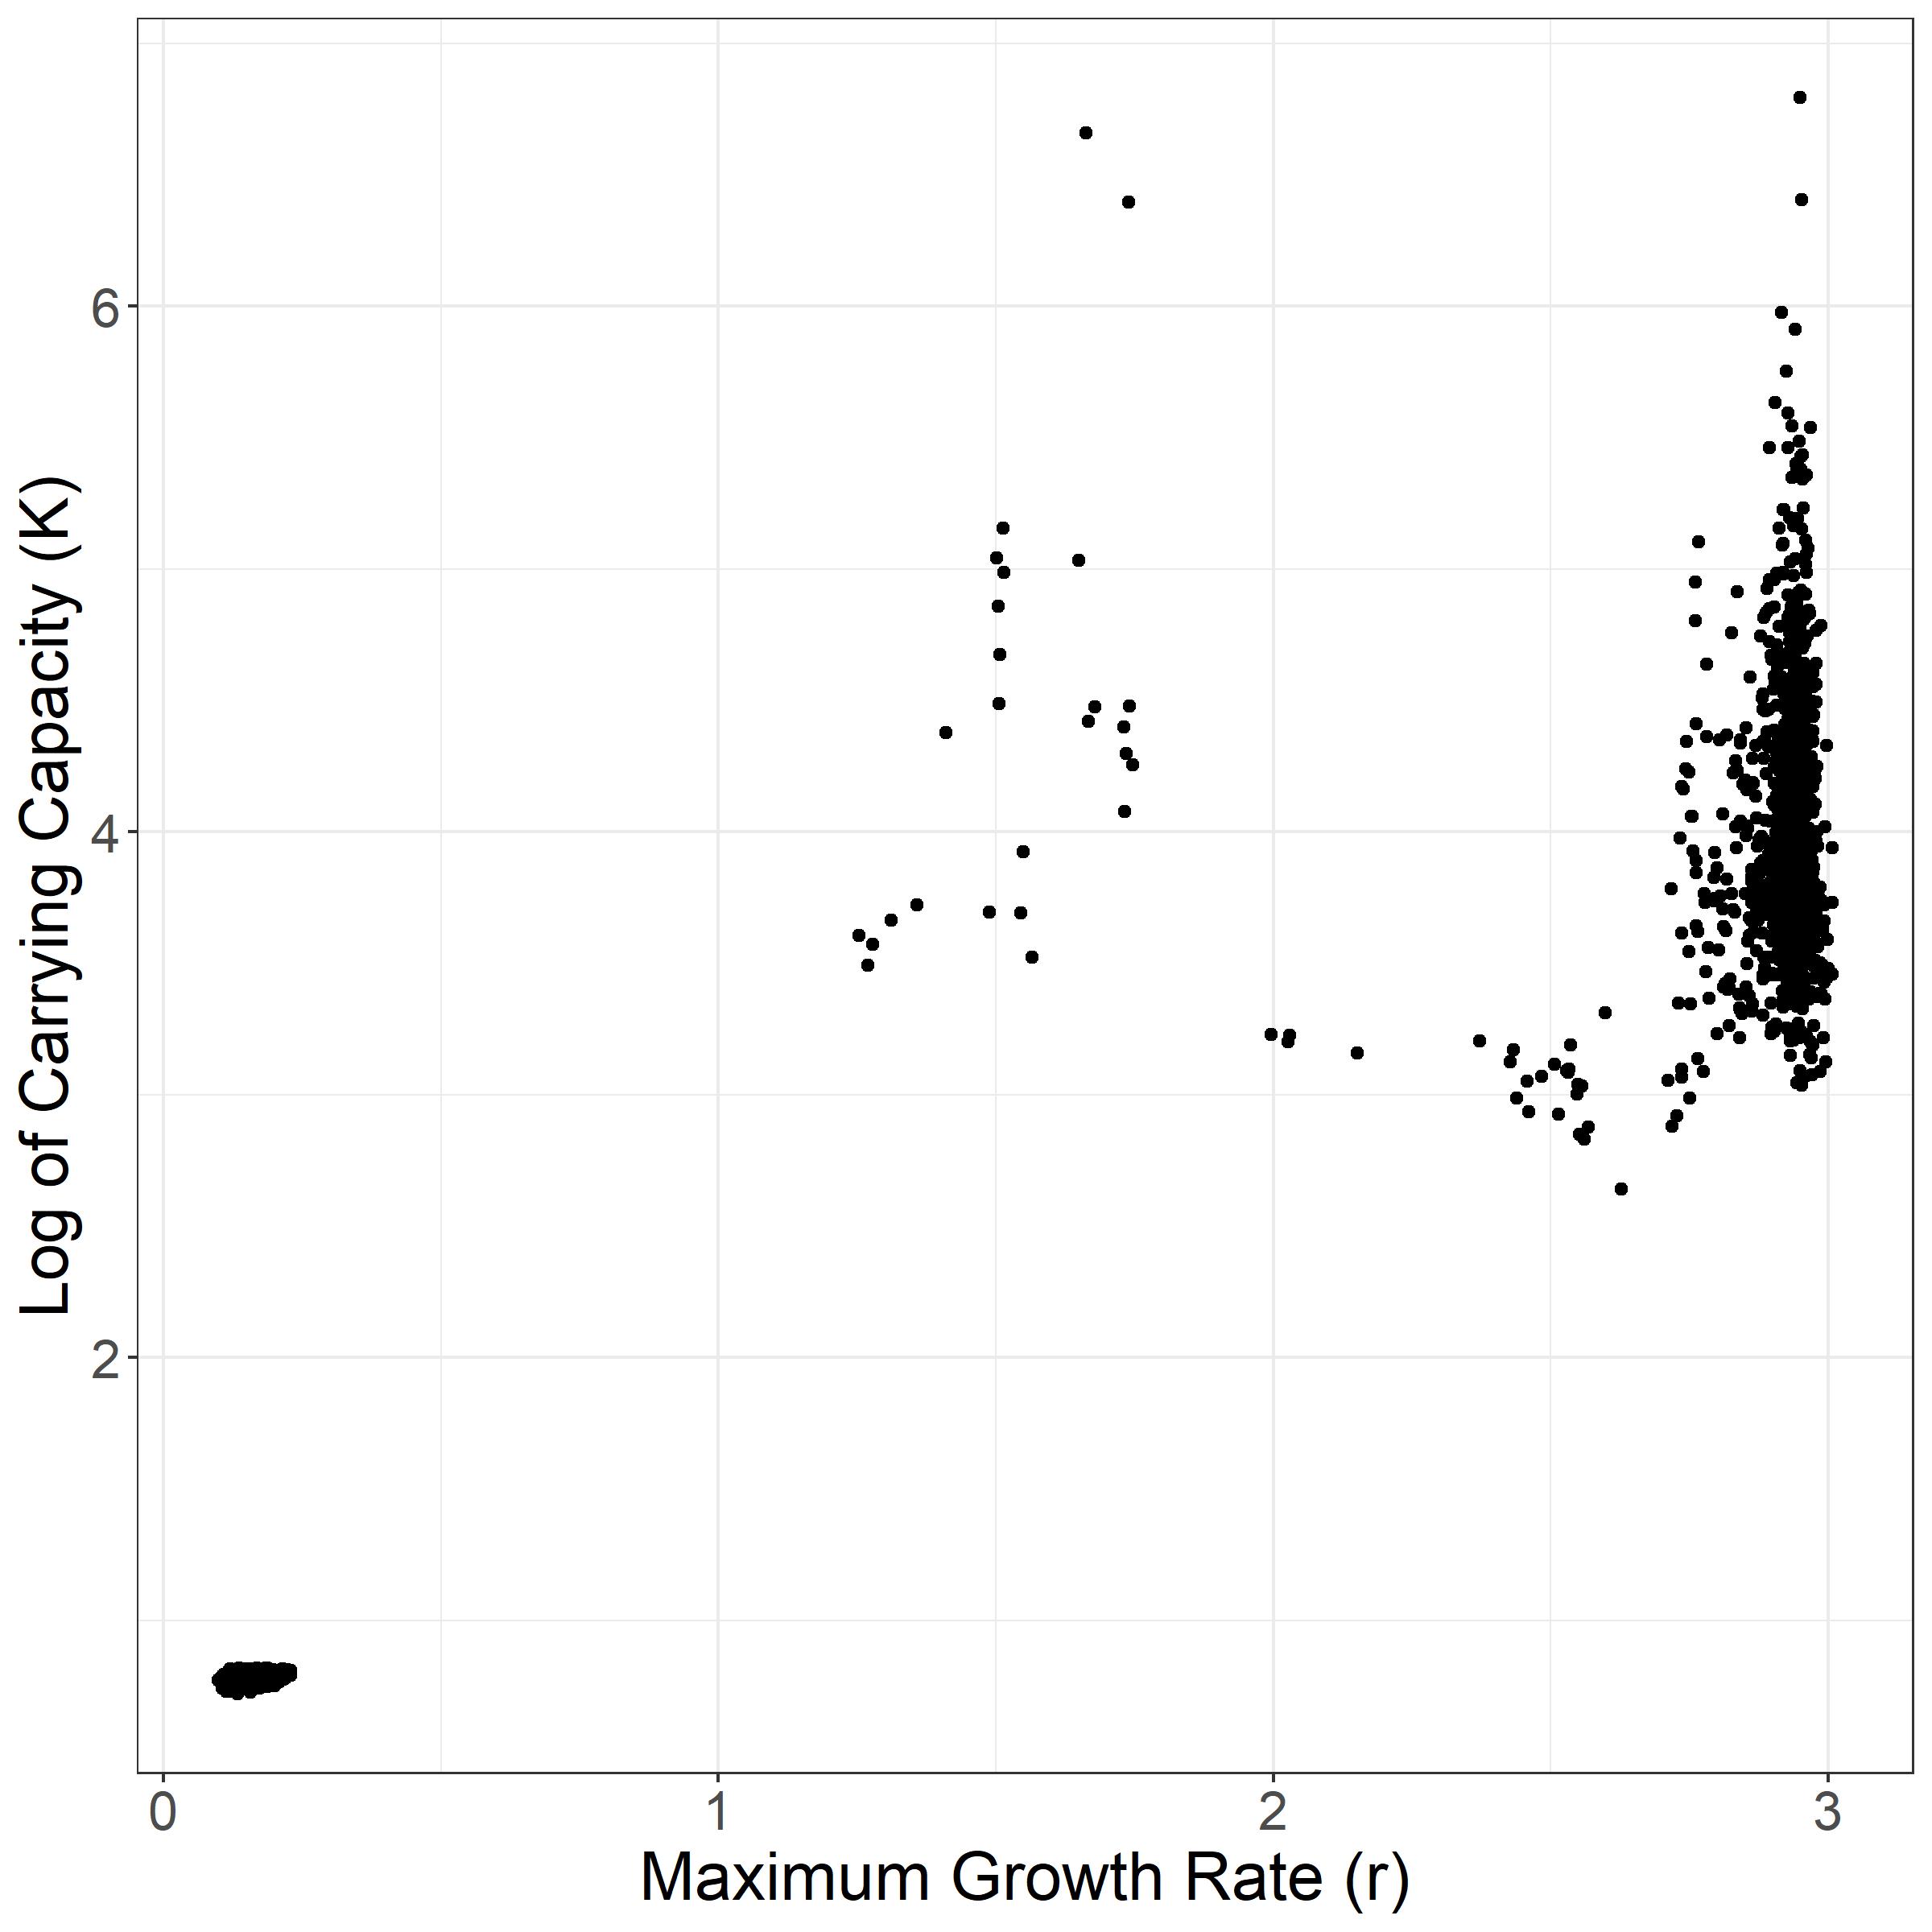 Log of Carrying Capacity (K)
6
4
2
0 1 2 3
Maximum Growth Rate (r)